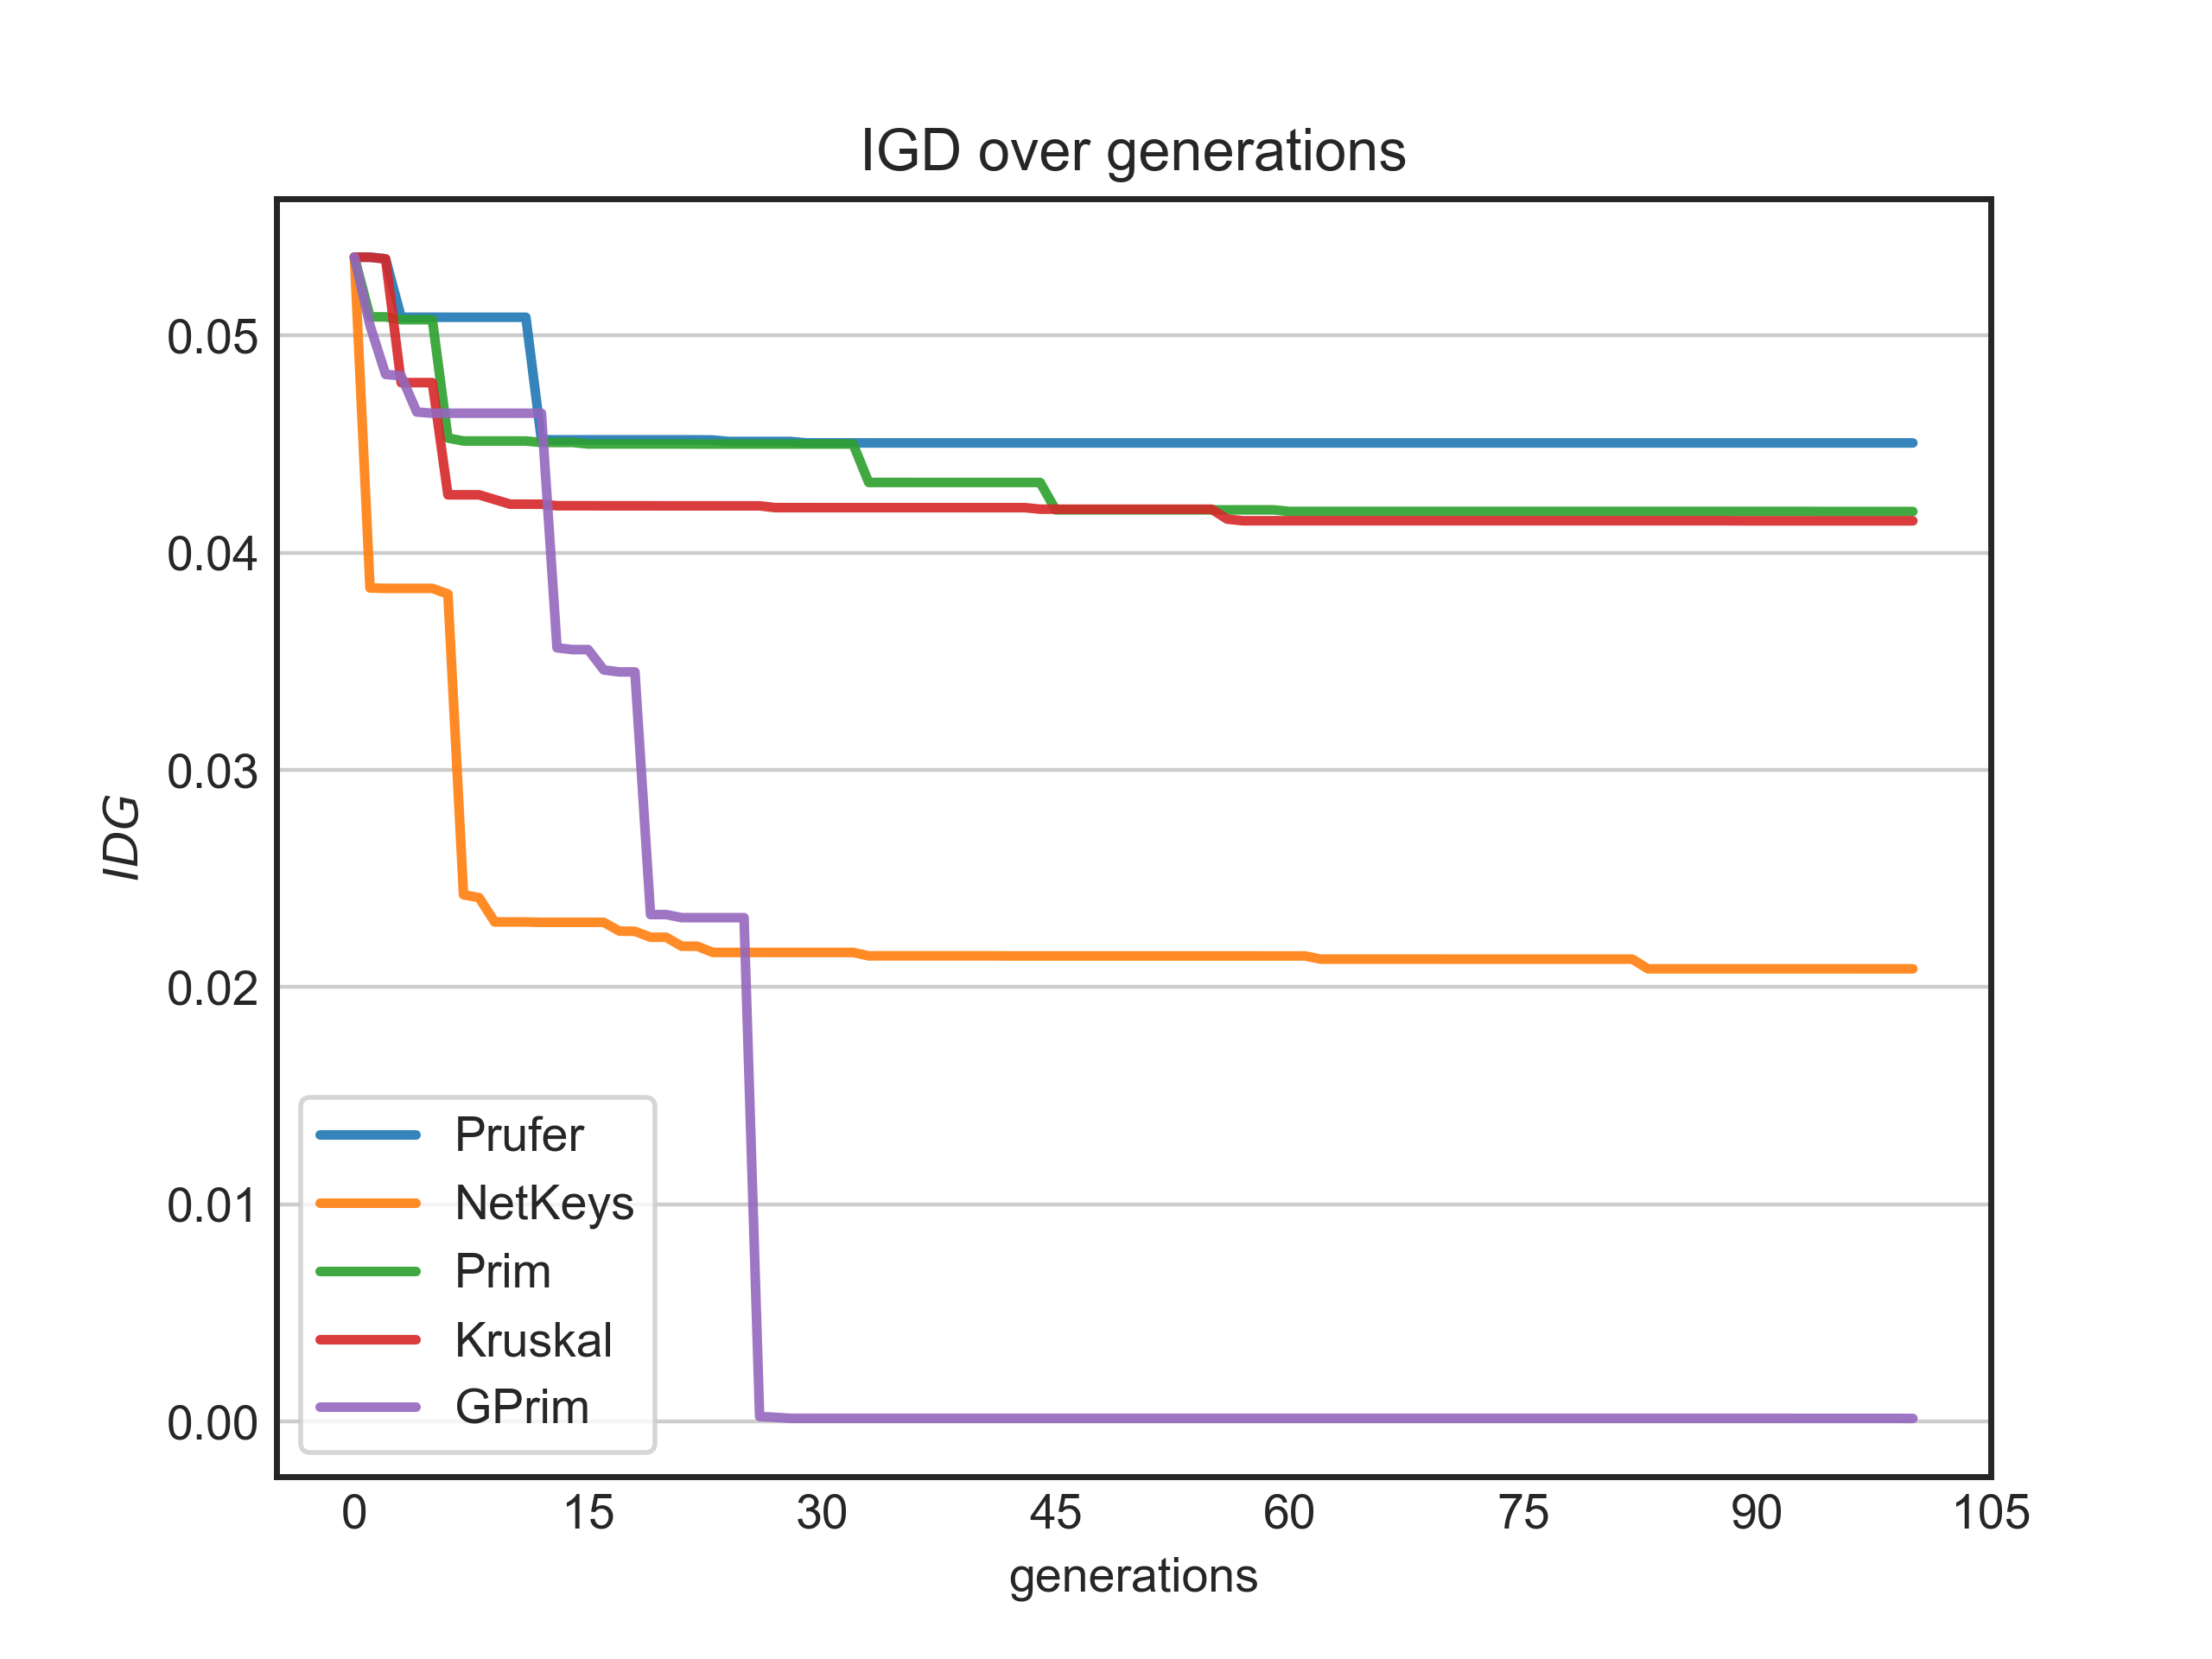 IGD over generations
0.05
0.04
0.03
0.02
0.01
0.00
IDG
Prufer
NetKeys
Prim
Kruskal
GPrim
0 15 30 45 60 75 90 105
generations